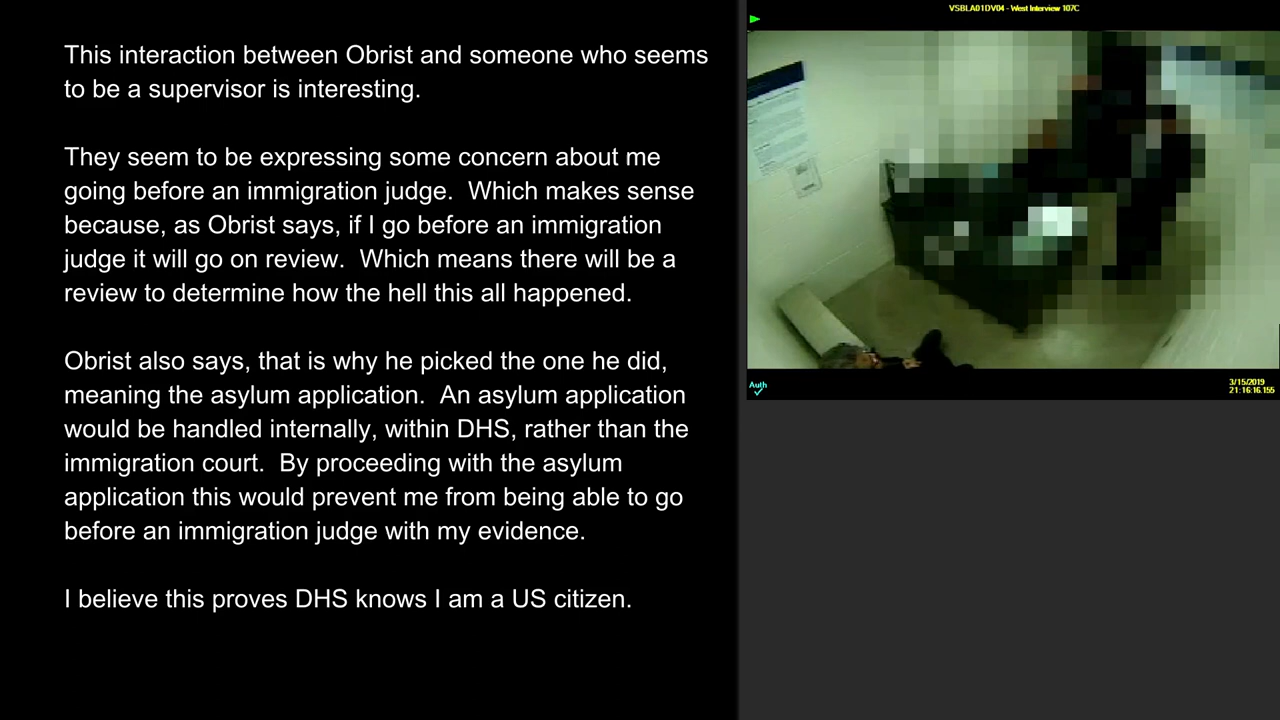 This interaction between Obrist and someone who seems
to be a supervisor is interesting.
They seem to be expressing some concern about me
going before an immigration judge.  Which makes sense
because, as Obrist says, if I go before an immigration
judge it will go on review.  Which means there will be a
review to determine how the hell this all happened.
Obrist also says, that is why he picked the one he did,
meaning the asylum application.  An asylum application
would be handled internally, within DHS, rather than the
immigration court.  By proceeding with the asylum
application this would prevent me from being able to go
before an immigration judge with my evidence.
I believe this proves DHS knows I am a US citizen.
VSBLA01DV04 - West Interview 107C
Auth
3/15/2019
21:16:16.155